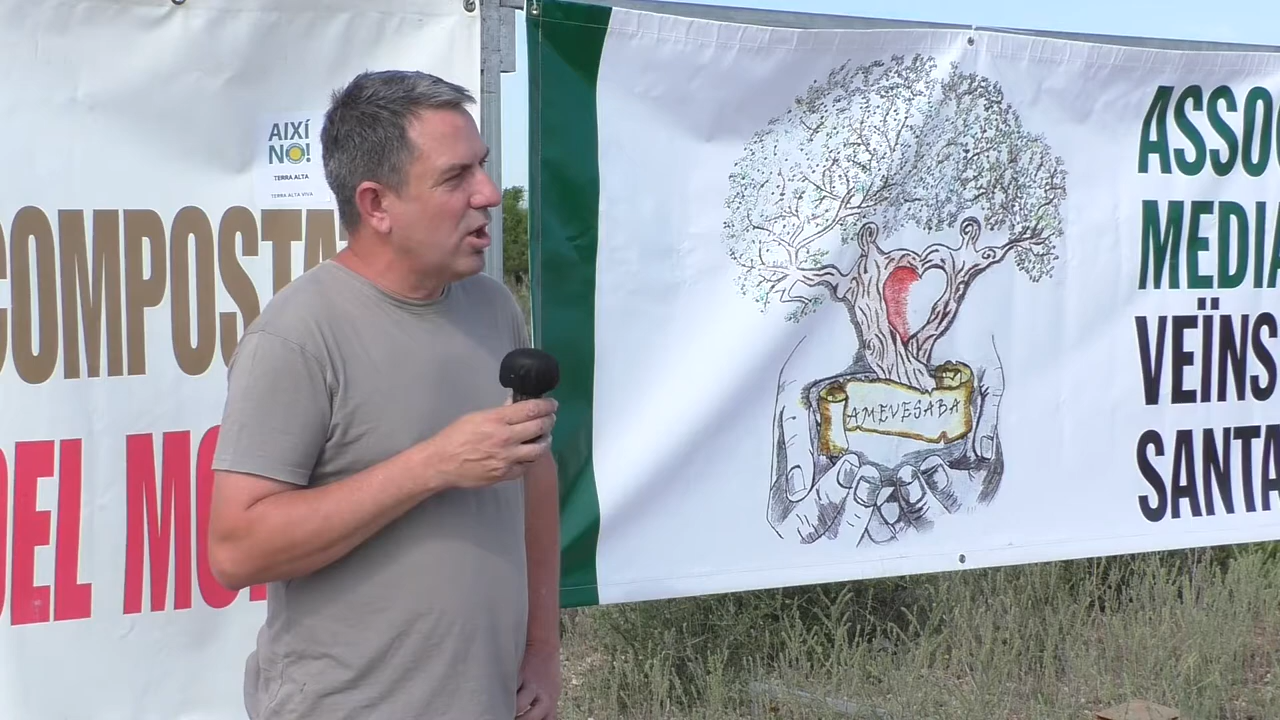 AIXÍ
NO!
TERRA ALTA
TERRA ALTA VIVA
COMPOSTA
DEL MO
AMEVESABA
ASSO
MEDIA
VEÏNS
SANTA